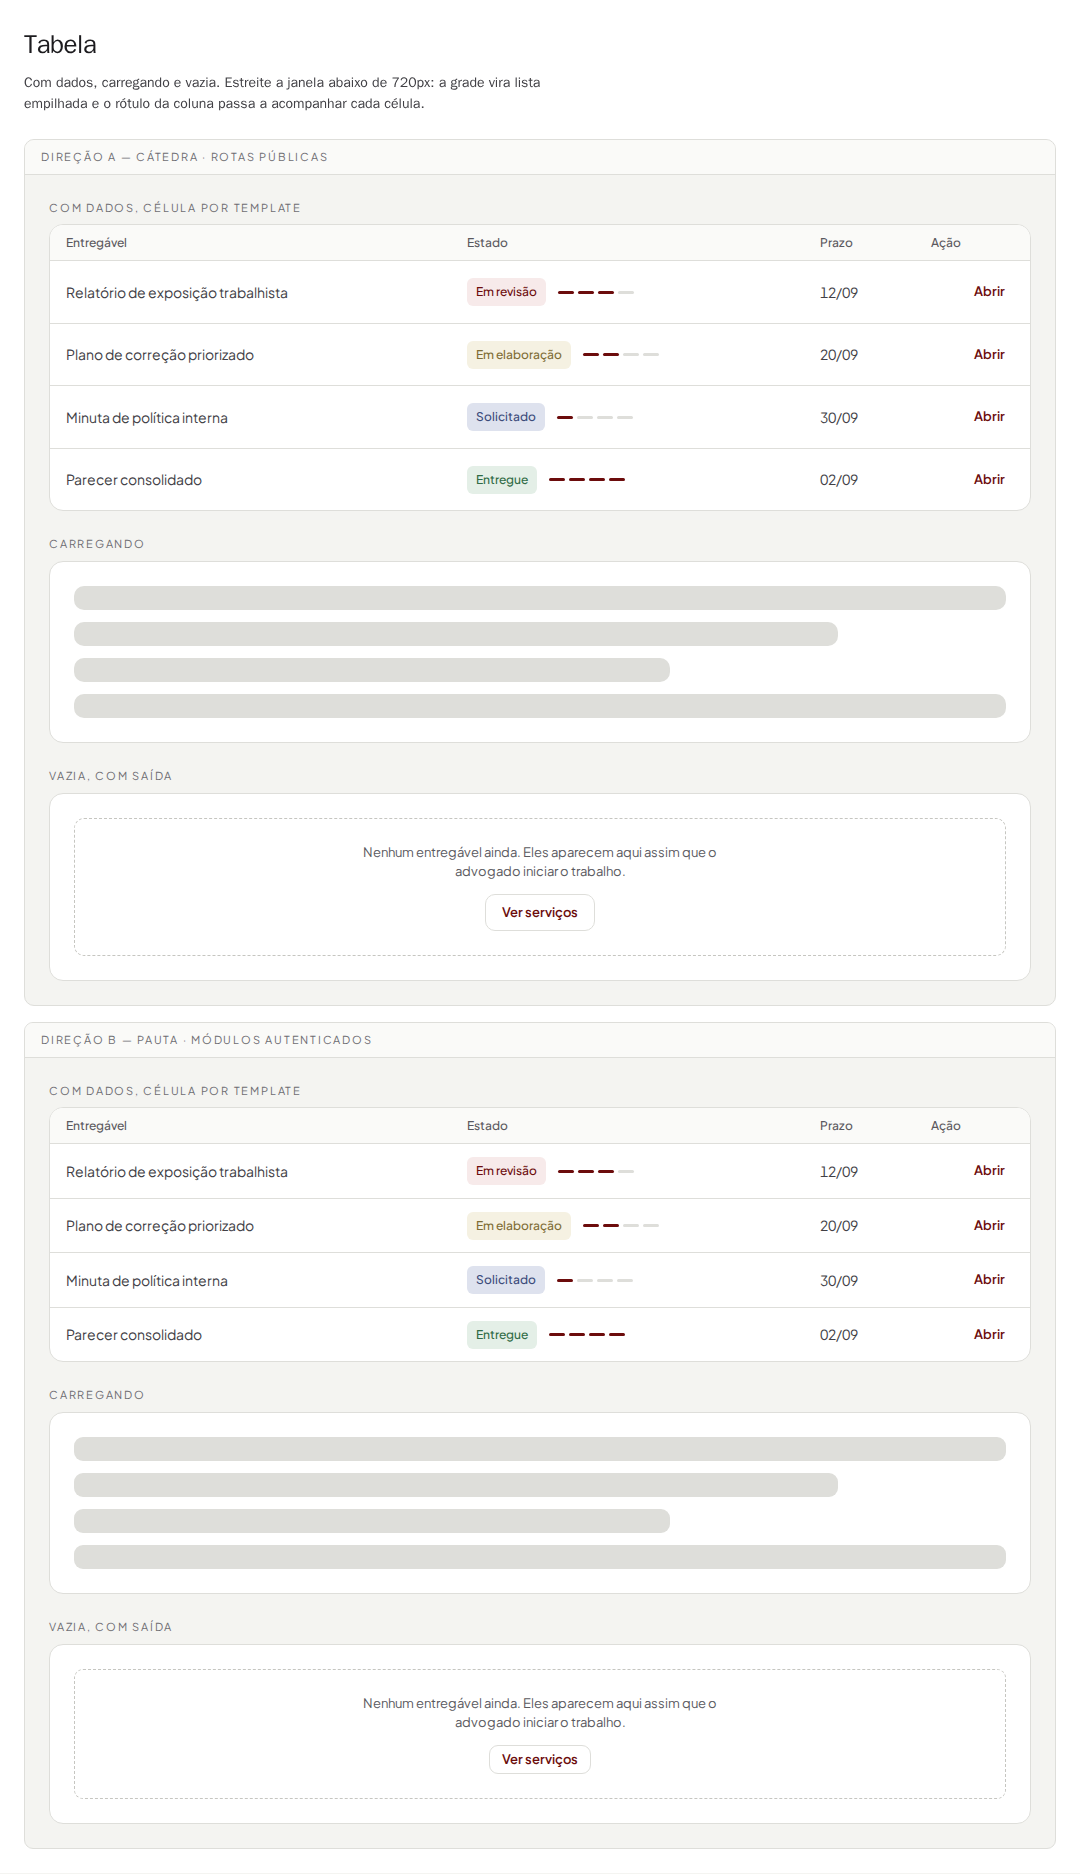 Tabela
Com dados, carregando e vazia. Estreite a janela abaixo de 720px: a grade vira lista
empilhada e o rótulo da coluna passa a acompanhar cada célula.
DIREÇÃO A — CÁTEDRA · ROTAS PÚBLICAS
COM DADOS, CÉLULA POR TEMPLATE
Entregável Estado Prazo Ação
Relatório de exposição trabalhista Em revisão 12/09 Abrir
Plano de correção priorizado Em elaboração 20/09 Abrir
Minuta de política interna Solicitado 30/09 Abrir
Parecer consolidado Entregue 02/09 Abrir
CARREGANDO
VAZIA, COM SAÍDA
Nenhum entregável ainda. Eles aparecem aqui assim que o
advogado iniciar o trabalho.
Ver serviços
DIREÇÃO B — PAUTA · MÓDULOS AUTENTICADOS
COM DADOS, CÉLULA POR TEMPLATE
Entregável Estado Prazo Ação
Relatório de exposição trabalhista Em revisão 12/09 Abrir
Plano de correção priorizado Em elaboração 20/09 Abrir
Minuta de política interna Solicitado 30/09 Abrir
Parecer consolidado Entregue 02/09 Abrir
CARREGANDO
VAZIA, COM SAÍDA
Nenhum entregável ainda. Eles aparecem aqui assim que o
advogado iniciar o trabalho.
Ver serviços